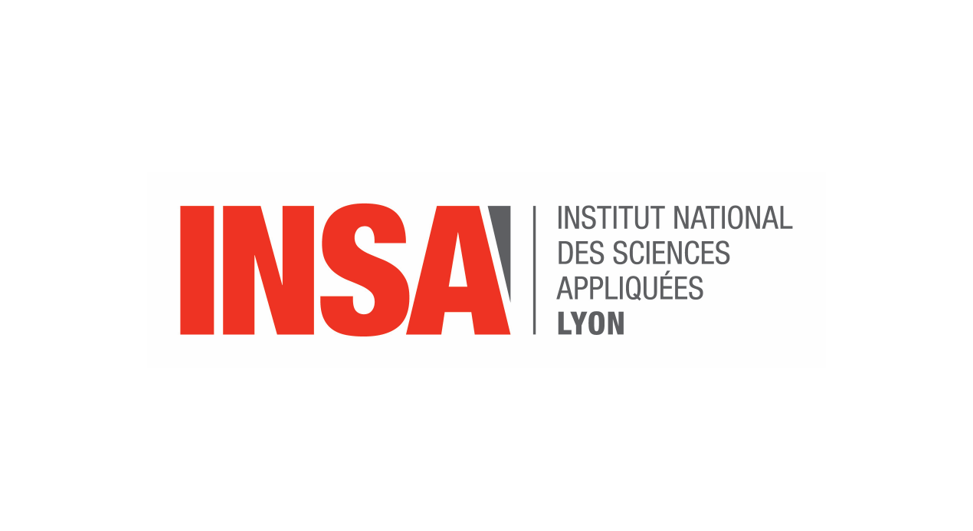 INSA
INSTITUT NATIONAL
DES SCIENCES
APPLIQUÉES
LYON